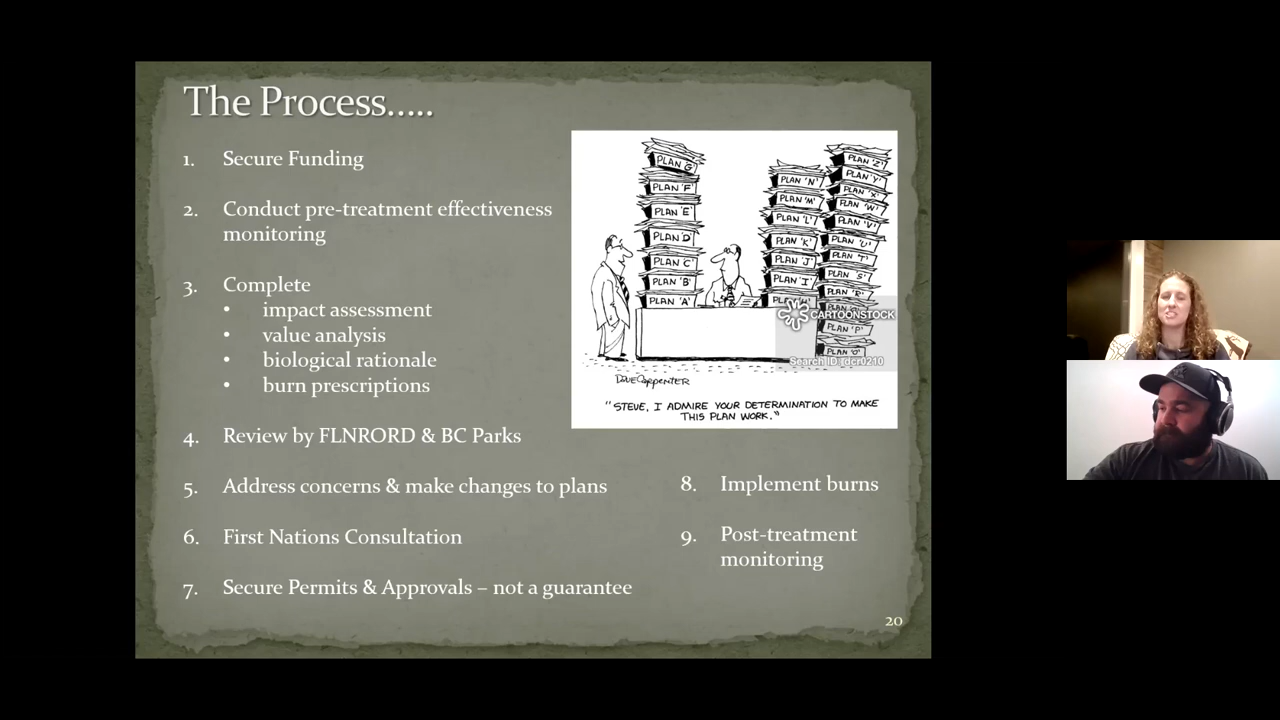 The Process.....
1. Secure Funding
2. Conduct pre-treatment effectiveness
monitoring
3. Complete
• impact assessment
• value analysis
• biological rationale
• burn prescriptions
4. Review by FLNRORD & BC Parks
5. Address concerns & make changes to plans
6. First Nations Consultation
7. Secure Permits & Approvals – not a guarantee
8. Implement burns
9. Post-treatment
monitoring
PLAN G
PLAN 'F'
PLAN 'E'
PLAN 'D'
PLAN 'C'
PLAN 'B'
PLAN 'A'
PLAN 'N'
PLAN 'M'
PLAN 'L'
PLAN 'K'
PLAN 'J'
PLAN 'I'
PLAN 'Z'
PLAN 'Y'
PLAN 'W'
PLAN 'V'
PLAN 'U'
PLAN 'T'
PLAN 'S'
PLAN 'P'
PLAN 'O'
CARTOONSTOCK
Search ID: dcr0210
DAVE CARPENTER
"STEVE, I ADMIRE YOUR DETERMINATION TO MAKE
THIS PLAN WORK."
20